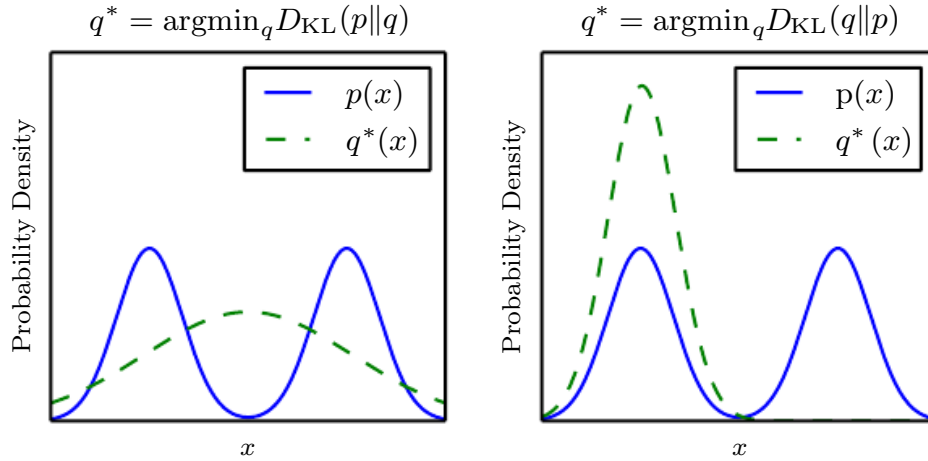 q* = argmin_q D_KL(p‖q)
p(x)
q*(x)
Probability Density
x
q* = argmin_q D_KL(q‖p)
p(x)
q*(x)
Probability Density
x